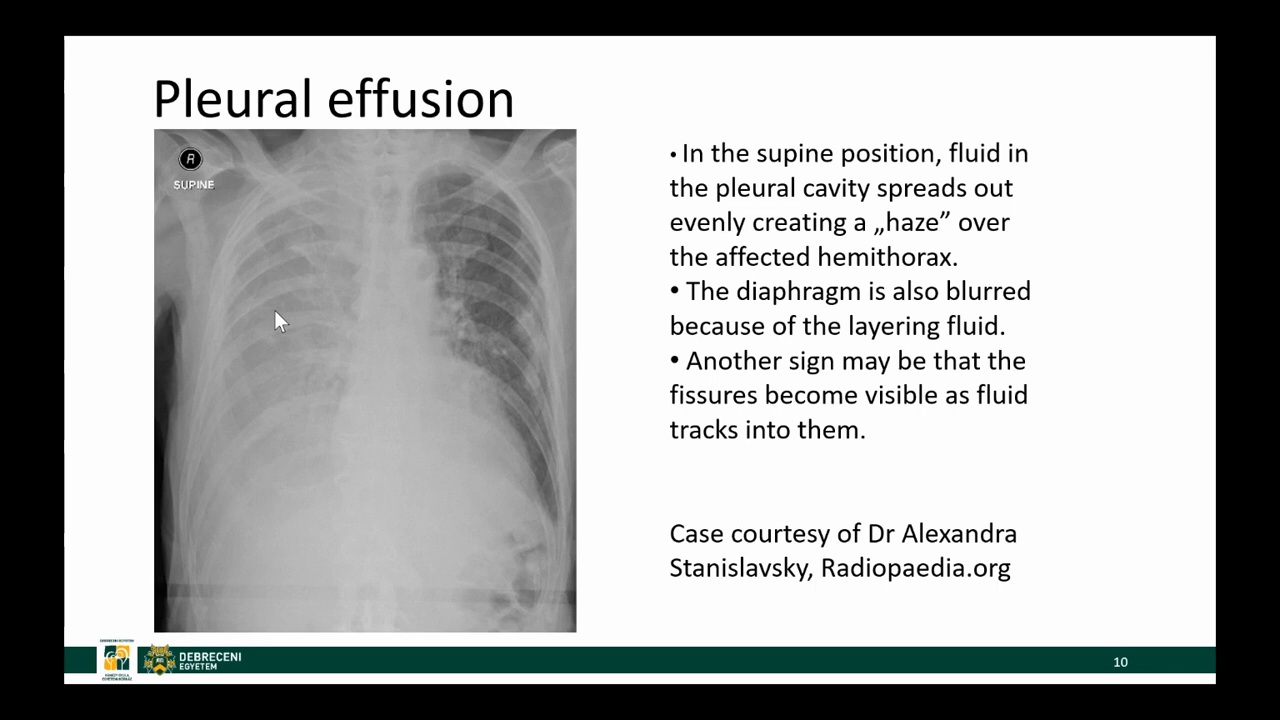 Pleural effusion
R
SUPINE
• In the supine position, fluid in
the pleural cavity spreads out
evenly creating a „haze” over
the affected hemithorax.
• The diaphragm is also blurred
because of the layering fluid.
• Another sign may be that the
fissures become visible as fluid
tracks into them.
Case courtesy of Dr Alexandra
Stanislavsky, Radiopaedia.org
DEBRECENI
EGYETEM
10